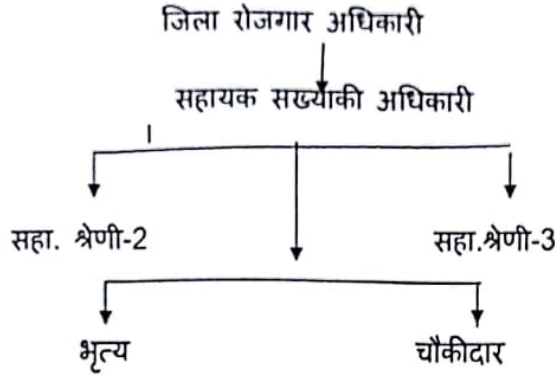 जिला रोजगार अधिकारी
सहायक सख्याकी अधिकारी
सहा. श्रेणी-2 सहा.श्रेणी-3
भृत्य चौकीदार